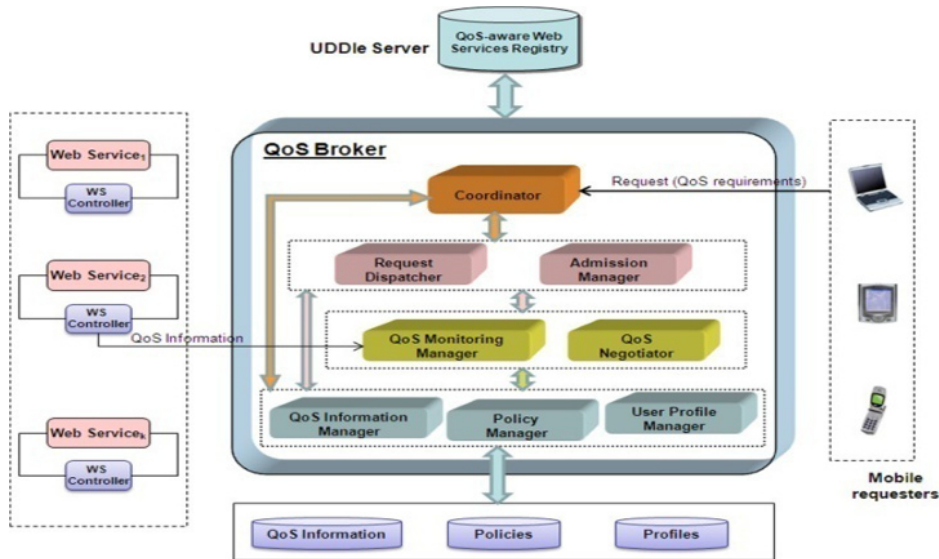 UDDIe Server
QoS-aware Web
Services Registry
Web Service1
WS
Controller
Web Service2
WS
Controller
QoS Information
Web Servicek
WS
Controller
QoS Broker
Coordinator
Request (QoS requirements)
Request
Dispatcher
Admission
Manager
QoS Monitoring
Manager
QoS
Negotiator
QoS Information
Manager
Policy
Manager
User Profile
Manager
Mobile
requesters
QoS Information
Policies
Profiles